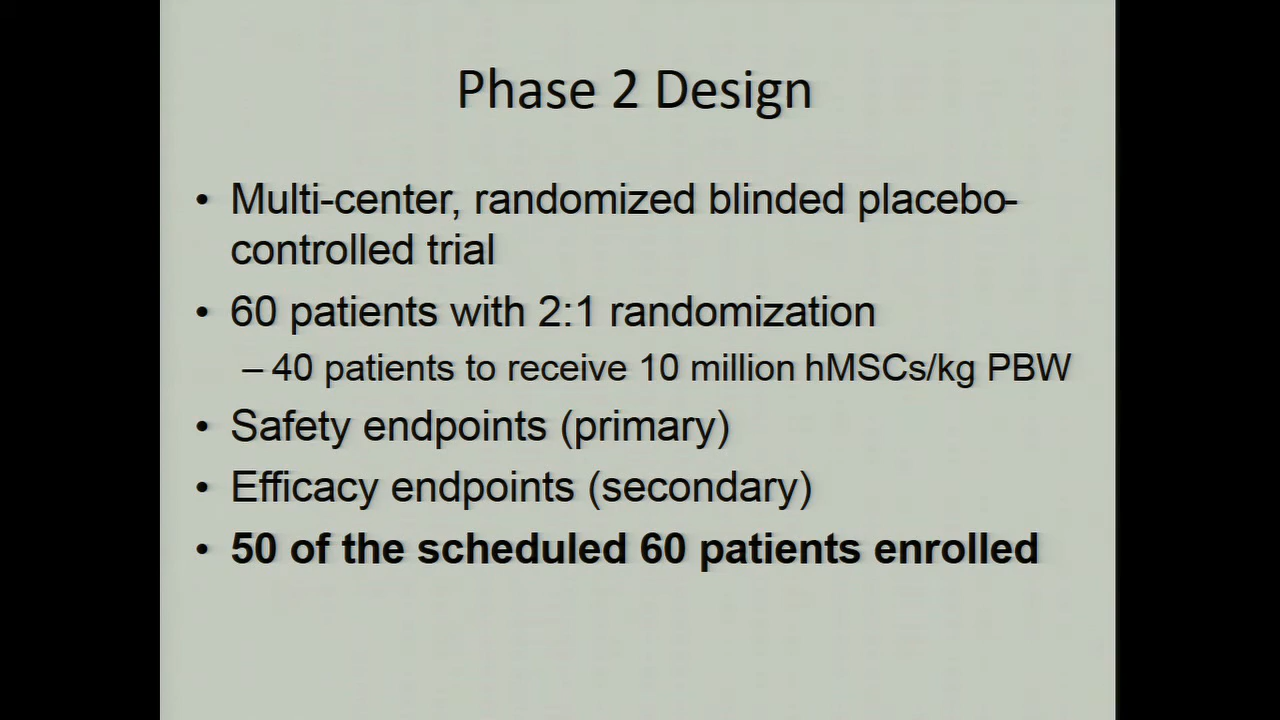 Phase 2 Design
• Multi-center, randomized blinded placebo-
controlled trial
• 60 patients with 2:1 randomization
– 40 patients to receive 10 million hMSCs/kg PBW
• Safety endpoints (primary)
• Efficacy endpoints (secondary)
• 50 of the scheduled 60 patients enrolled